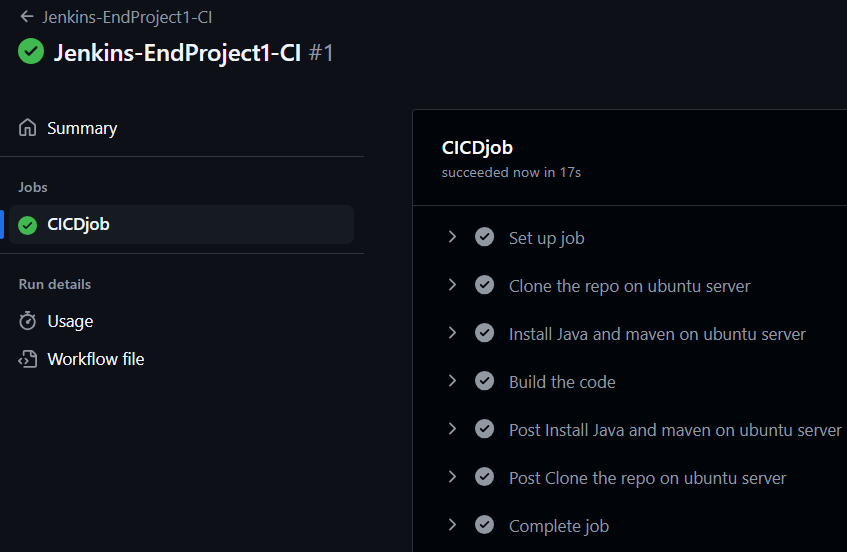 Jenkins-EndProject1-CI
Jenkins-EndProject1-CI #1
Summary
Jobs
CICDjob
Run details
Usage
Workflow file
CICDjob
succeeded now in 17s
Set up job
Clone the repo on ubuntu server
Install Java and maven on ubuntu server
Build the code
Post Install Java and maven on ubuntu server
Post Clone the repo on ubuntu server
Complete job